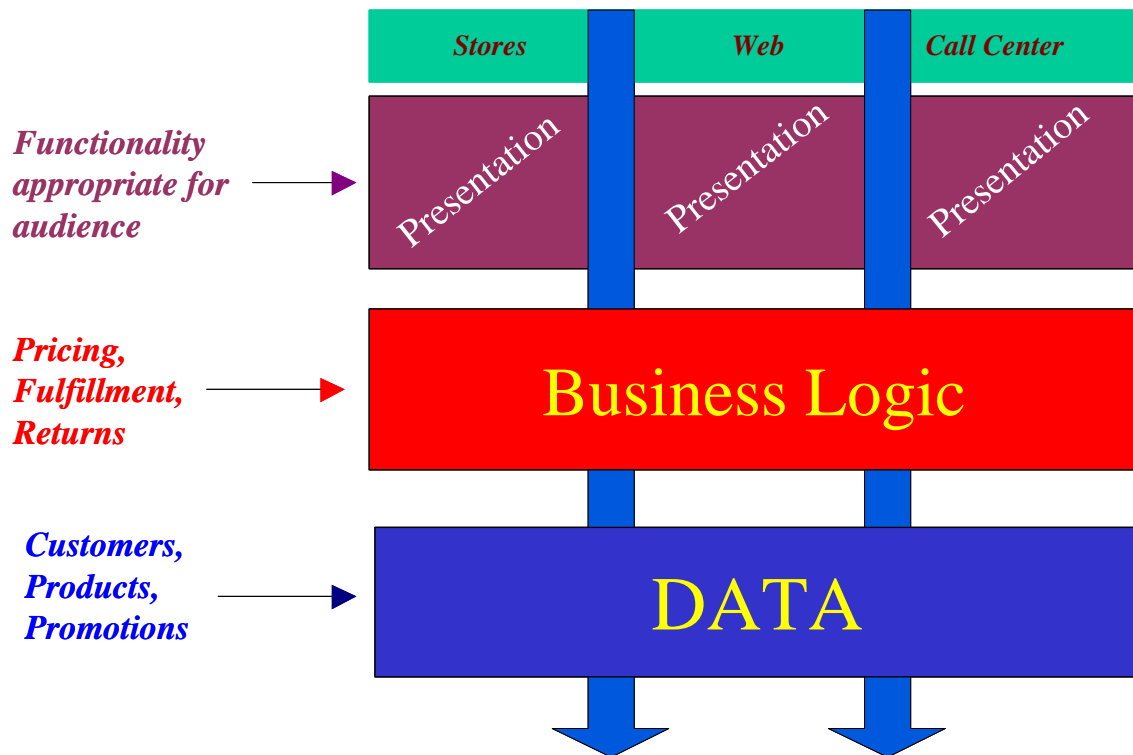 Stores
Web
Call Center
Functionality
appropriate for
audience
Presentation
Presentation
Presentation
Pricing,
Fulfillment,
Returns
Business Logic
Customers,
Products,
Promotions
DATA